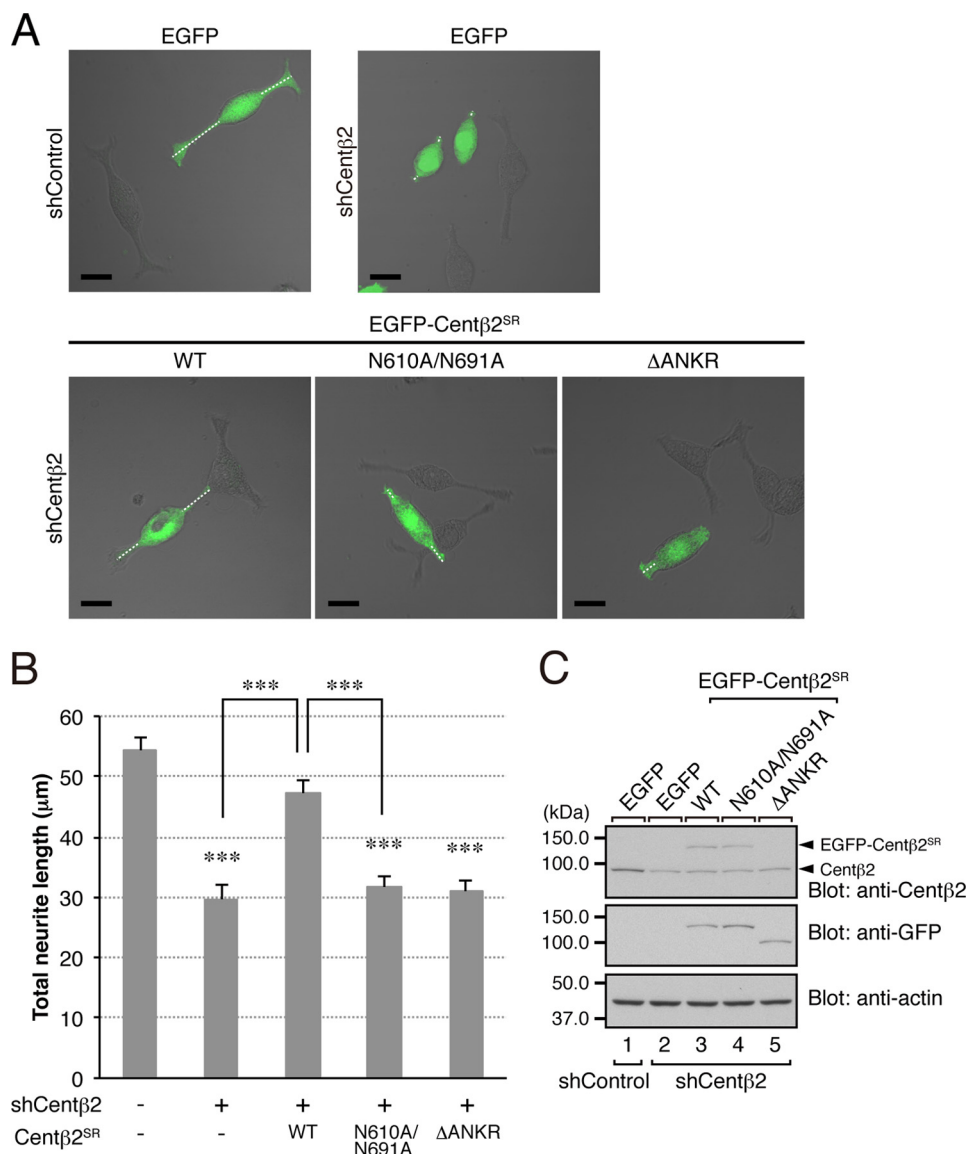 A
EGFP
EGFP
shControl
shCentβ2
EGFP-Centβ2SR
WT
N610A/N691A
ΔANKR
shCentβ2
B
***
***
60
50
40
30
20
10
0
Total neurite length (μm)
***
***
***
shCentβ2
-
+
+
+
+
Centβ2SR
-
-
WT
N610A/
N691A
ΔANKR
C
EGFP-Centβ2SR
EGFP
EGFP
WT
N610A/N691A
ΔANKR
(kDa)
150.0
100.0
EGFP-Centβ2SR
Centβ2
Blot: anti-Centβ2
150.0
100.0
Blot: anti-GFP
50.0
37.0
Blot: anti-actin
1 2 3 4 5
shControl
shCentβ2